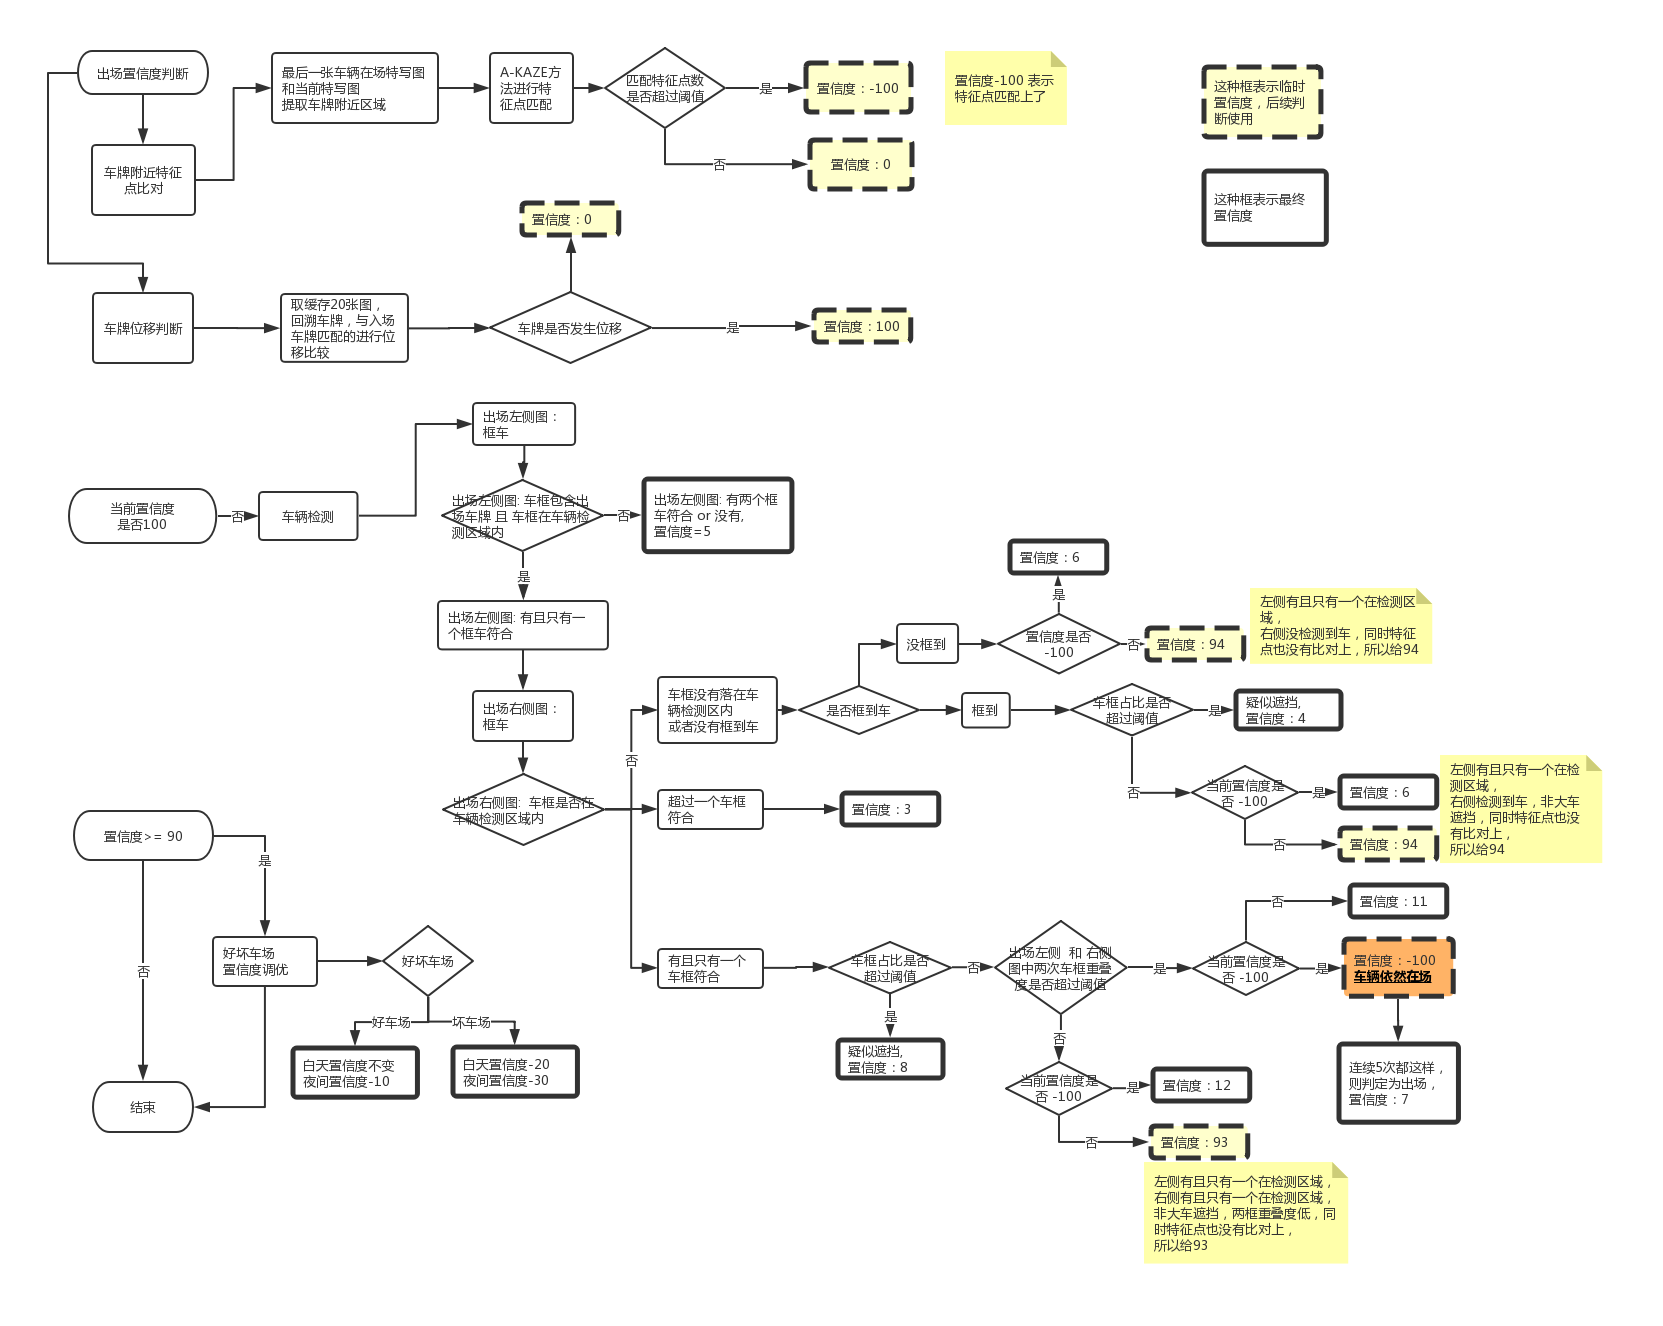 出场置信度判断
最后一张车辆在场特写图
和当前特写图
提取车牌附近区域
A-KAZE方
法进行特
征点匹配
匹配特征点数
是否超过阈值
是
置信度：-100
置信度-100 表示
特征点匹配上了
这种框表示临时
置信度，后续判
断使用
否
置信度：0
车牌附近特征
点比对
这种框表示最终
置信度
置信度：0
车牌位移判断
取缓存20张图，
回溯车牌，与入场
车牌匹配的进行位
移比较
车牌是否发生位移
是
置信度：100
出场左侧图：
框车
当前置信度
是否100
否
车辆检测
出场左侧图: 车框包含出
场车牌 且 车框在车辆检
测区域内
否
出场左侧图: 有两个框
车符合 or 没有,
置信度=5
是
出场左侧图: 有且只有一
个框车符合
出场右侧图：
框车
出场右侧图:  车框是否在
车辆检测区域内
否
车框没有落在车
辆检测区内
或者没有框到车
是否框到车
没框到
置信度是否
-100
是
置信度：6
否
置信度：94
左侧有且只有一个在检测区
域，
右侧没检测到车，同时特征
点也没有比对上，所以给94
框到
车框占比是否
超过阈值
是
疑似遮挡,
置信度：4
否
当前置信度是
否 -100
是
置信度：6
否
置信度：94
左侧有且只有一个在检
测区域，
右侧检测到车，非大车
遮挡，同时特征点也没
有比对上，
所以给94
超过一个车框
符合
置信度：3
有且只有一个
车框符合
车框占比是否
超过阈值
是
疑似遮挡,
置信度：8
否
出场左侧  和 右侧
图中两次车框重叠
度是否超过阈值
是
当前置信度是
否 -100
否
置信度：11
是
置信度：-100
车辆依然在场
连续5次都这样，
则判定为出场，
置信度：7
否
当前置信度是
否 -100
是
置信度：12
否
置信度：93
左侧有且只有一个在检测区域，
右侧有且只有一个在检测区域，
非大车遮挡，两框重叠度低，同
时特征点也没有比对上，
所以给93
置信度>= 90
是
好坏车场
置信度调优
好坏车场
好车场
坏车场
白天置信度不变
夜间置信度-10
白天置信度-20
夜间置信度-30
否
结束